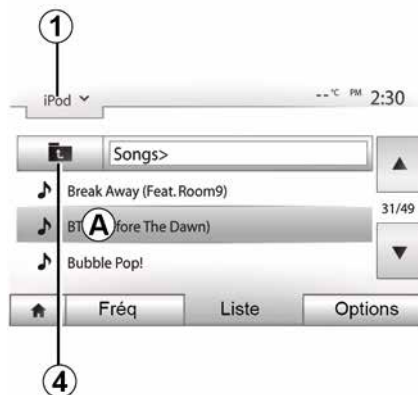 1
iPod
--°C PM 2:30
Songs>
Break Away (Feat. Room9)
31/49
BT A fore The Dawn)
Bubble Pop!
Fréq Liste Options
4